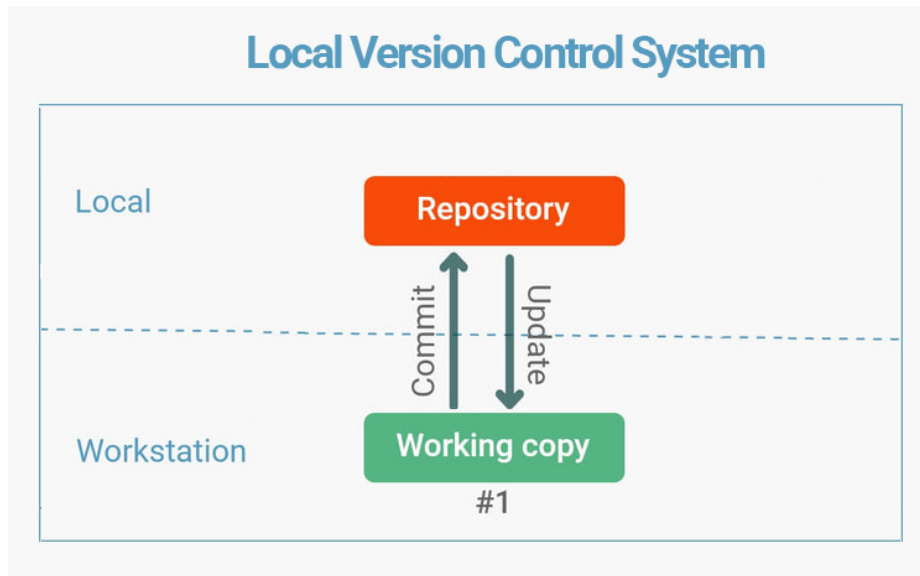 Local Version Control System
Local
Repository
Commit
Update
Workstation
Working copy
#1